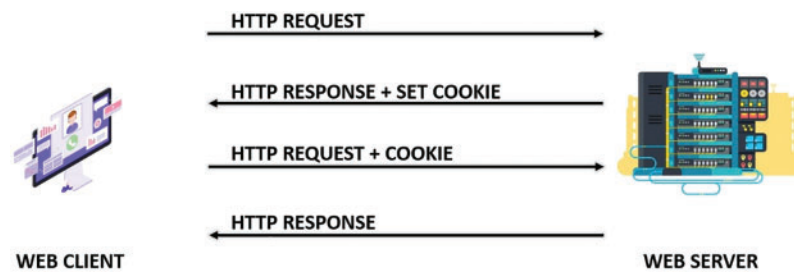 HTTP REQUEST
HTTP RESPONSE + SET COOKIE
HTTP REQUEST + COOKIE
HTTP RESPONSE
WEB CLIENT
WEB SERVER